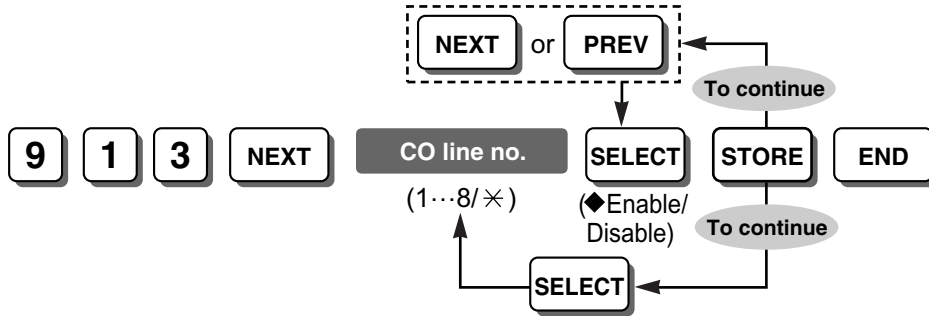 NEXT or PREV
To continue
9 1 3 NEXT CO line no. SELECT STORE END
(1···8/✳) (◆Enable/
Disable)
To continue
SELECT